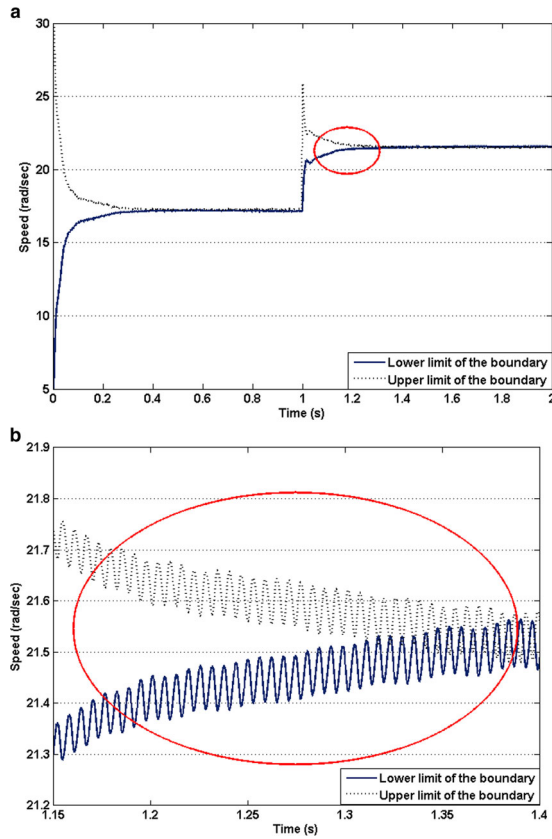 a
30
25
20
15
10
5
Speed (rad/sec)
Lower limit of the boundary
Upper limit of the boundary
0 0.2 0.4 0.6 0.8 1 1.2 1.4 1.6 1.8 2
Time (s)
b
21.9
21.8
21.7
21.6
21.5
21.4
21.3
21.2
Speed (rad/sec)
Lower limit of the boundary
Upper limit of the boundary
1.15 1.2 1.25 1.3 1.35 1.4
Time (s)